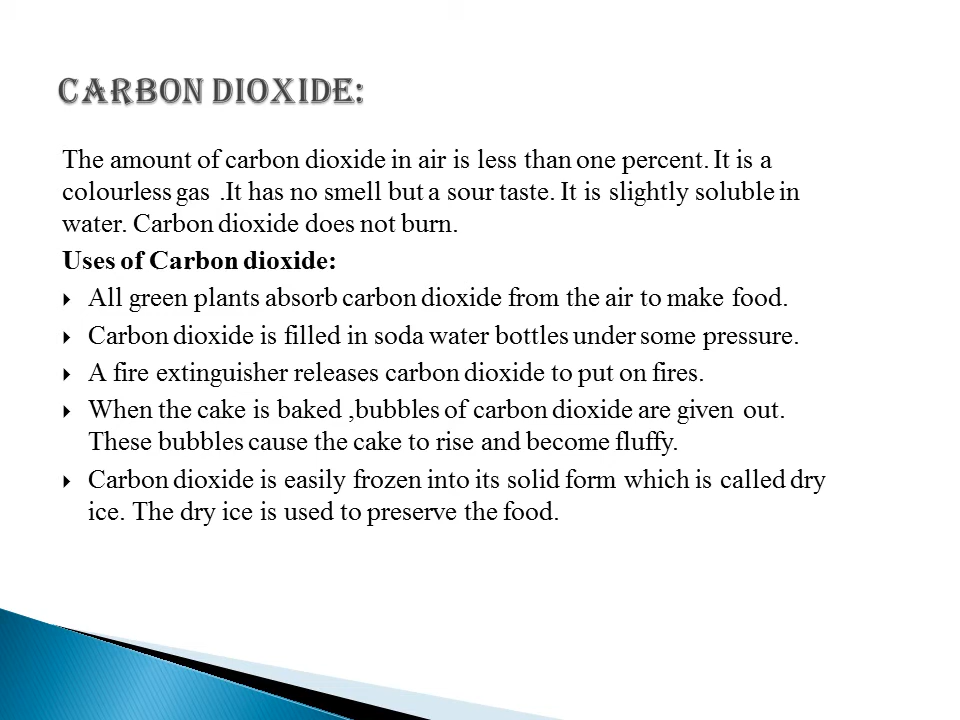 CARBON DIOXIDE:
The amount of carbon dioxide in air is less than one percent. It is a
colourless gas .It has no smell but a sour taste. It is slightly soluble in
water. Carbon dioxide does not burn.
Uses of Carbon dioxide:
All green plants absorb carbon dioxide from the air to make food.
Carbon dioxide is filled in soda water bottles under some pressure.
A fire extinguisher releases carbon dioxide to put on fires.
When the cake is baked ,bubbles of carbon dioxide are given out.
These bubbles cause the cake to rise and become fluffy.
Carbon dioxide is easily frozen into its solid form which is called dry
ice. The dry ice is used to preserve the food.